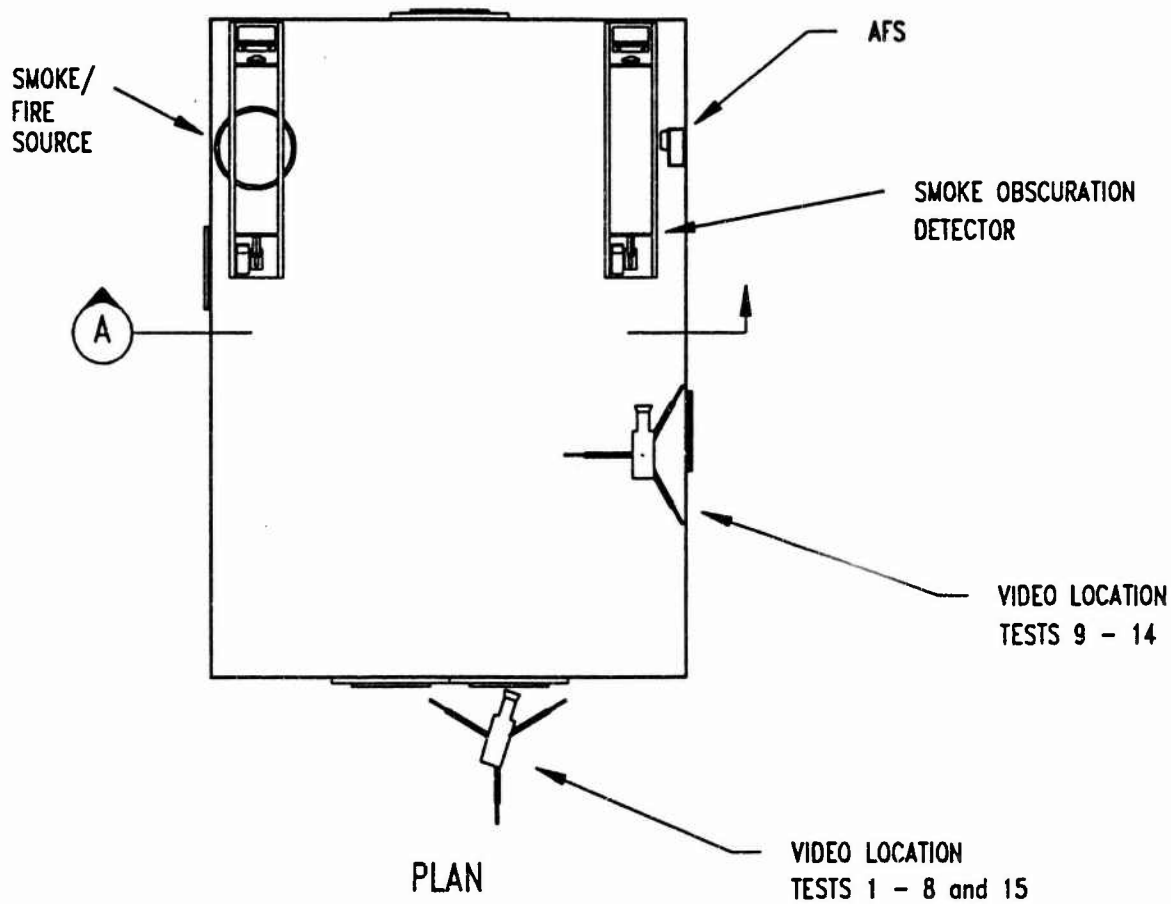 AFS
SMOKE/
FIRE
SOURCE
SMOKE OBSCURATION
DETECTOR
A
VIDEO LOCATION
TESTS 9 - 14
VIDEO LOCATION
TESTS 1 - 8 and 15
PLAN